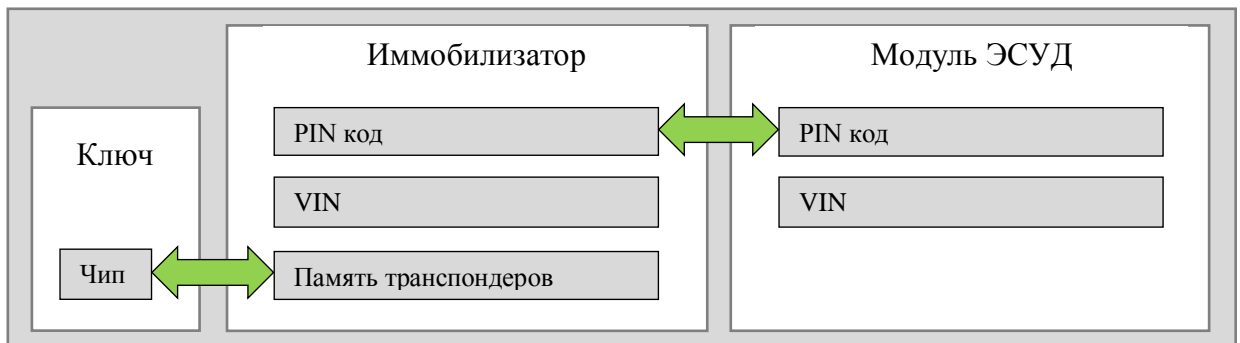 Иммобилизатор
Модуль ЭСУД
Ключ
PIN код
PIN код
VIN
VIN
Чип
Память транспондеров